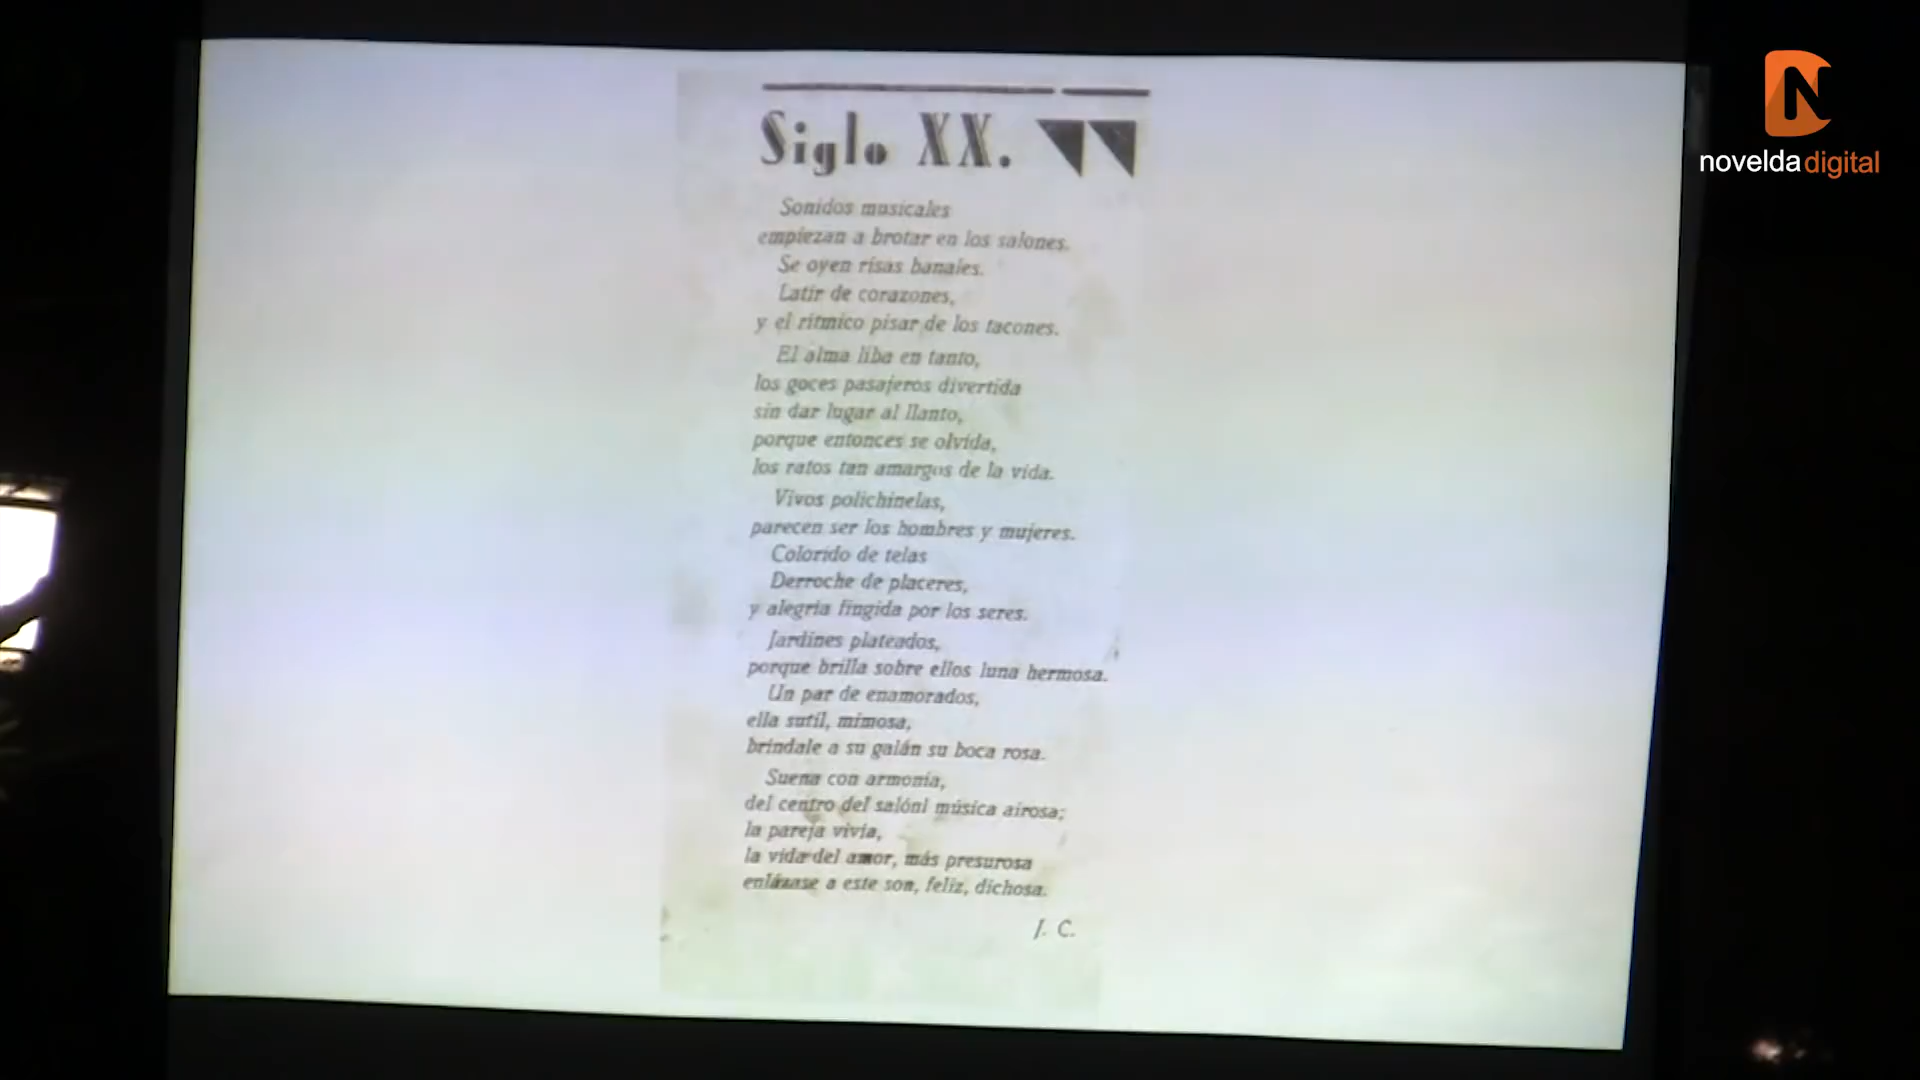 Siglo XX.
Sonidos musicales
empiezan a brotar en los salones.
Se oyen risas banales.
Latir de corazones,
y el rítmico pisar de los tacones.
El alma liba en tanto,
los goces pasajeros divertida
sin dar lugar al llanto,
porque entonces se olvida,
los ratos tan amargos de la vida.
Vivos polichinelas,
parecen ser los hombres y mujeres.
Colorido de telas
Derroche de placeres,
y alegria fingida por los seres.
Jardines plateados,
porque brilla sobre ellos luna hermosa.
Un par de enamorados,
ella sutil, mimosa,
brindale a su galán su boca rosa.
Suena con armonia,
del centro del salónl música airosa;
la pareja vivia,
la vida del amor, más presurosa
enlázase a este son, feliz, dichosa.
J. C.
N
novelda digital